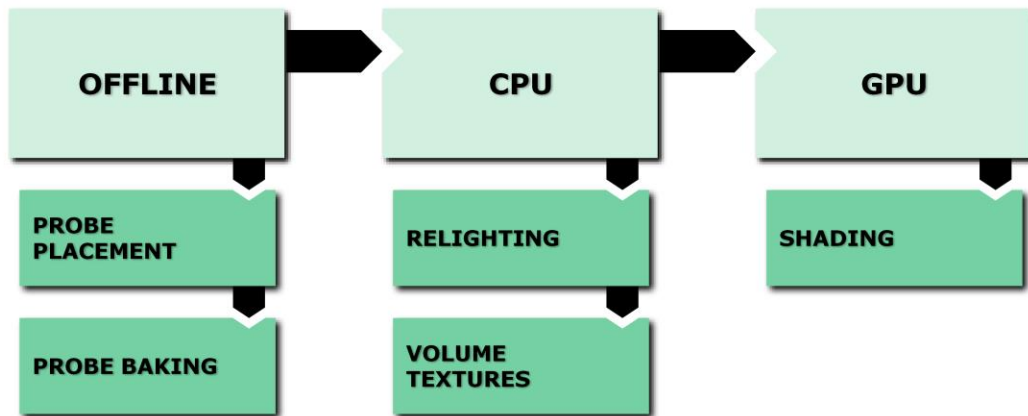 OFFLINE
CPU
GPU
PROBE
PLACEMENT
RELIGHTING
SHADING
PROBE BAKING
VOLUME
TEXTURES